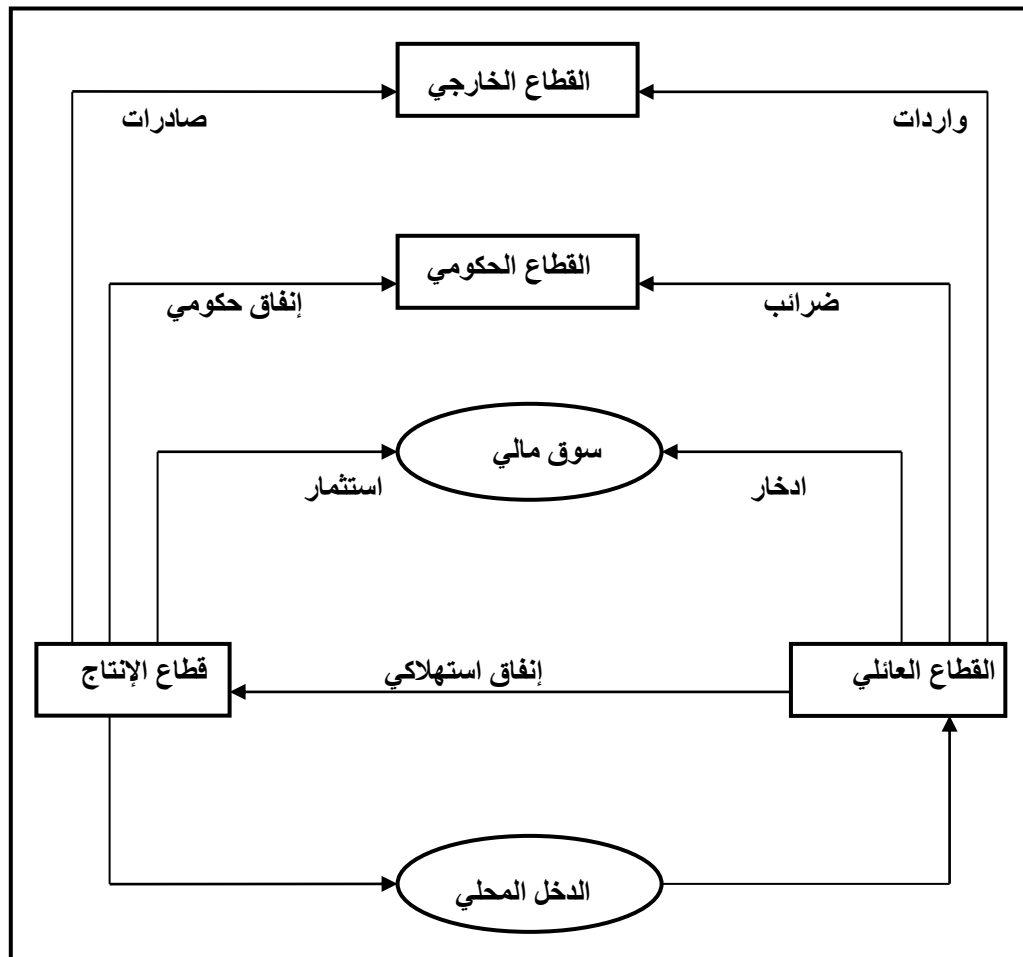 القطاع الخارجي
واردات
صادرات
القطاع الحكومي
ضرائب
إنفاق حكومي
سوق مالي
ادخار
استثمار
القطاع العائلي
إنفاق استهلاكي
قطاع الإنتاج
الدخل المحلي